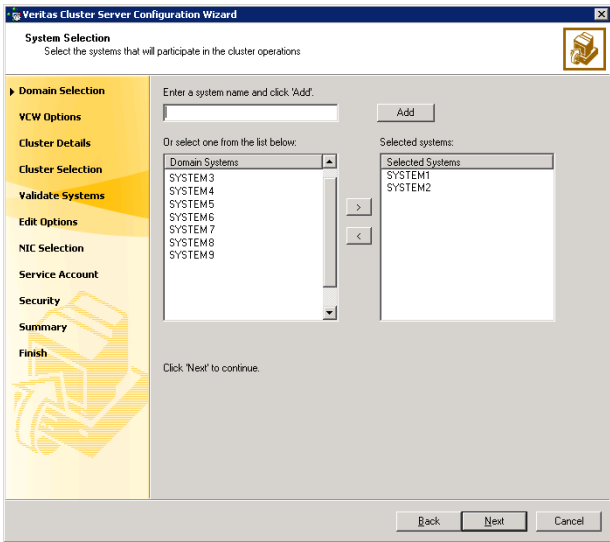 Veritas Cluster Server Configuration Wizard
System Selection
Select the systems that will participate in the cluster operations
Domain Selection
VCW Options
Cluster Details
Cluster Selection
Validate Systems
Edit Options
NIC Selection
Service Account
Security
Summary
Finish
Enter a system name and click 'Add'.
Add
Or select one from the list below:
Domain Systems
SYSTEM3
SYSTEM4
SYSTEM5
SYSTEM6
SYSTEM7
SYSTEM8
SYSTEM9
>
<
Selected systems:
Selected Systems
SYSTEM1
SYSTEM2
Click 'Next' to continue.
Back
Next
Cancel